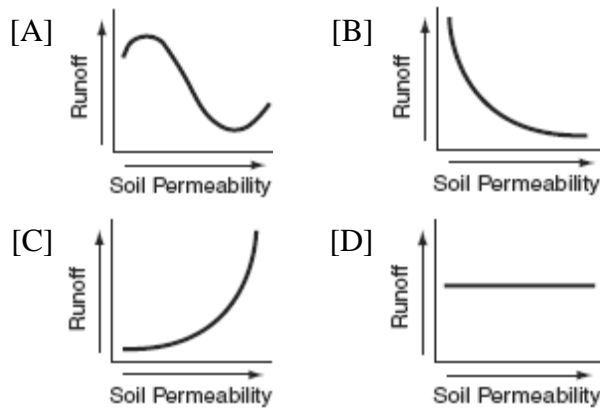 [A]
Runoff
Soil Permeability
[B]
Runoff
Soil Permeability
[C]
Runoff
Soil Permeability
[D]
Runoff
Soil Permeability